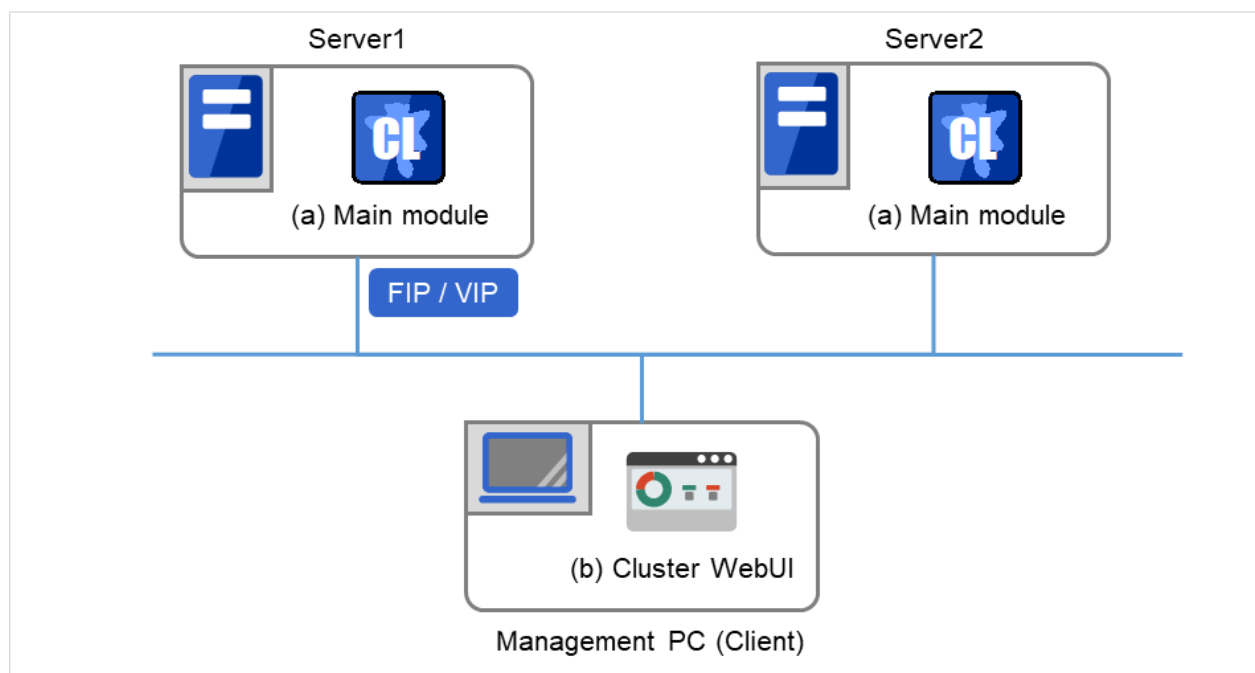 Server1
Server2
CL
CL
(a) Main module
(a) Main module
FIP / VIP
(b) Cluster WebUI
Management PC (Client)